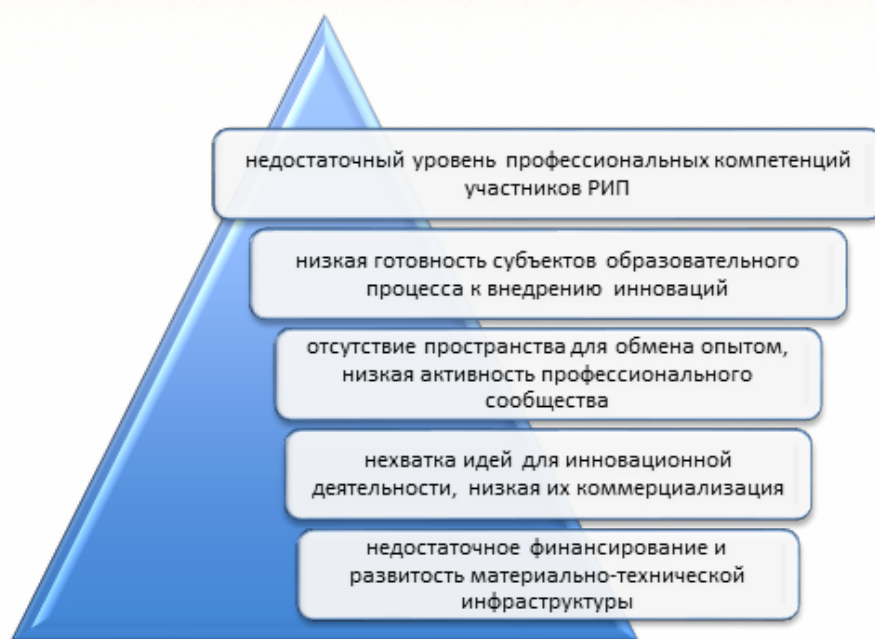 недостаточный уровень профессиональных компетенций
участников РИП
низкая готовность субъектов образовательного
процесса к внедрению инноваций
отсутствие пространства для обмена опытом,
низкая активность профессионального
сообщества
нехватка идей для инновационной
деятельности, низкая их коммерциализация
недостаточное финансирование и
развитость материально-технической
инфраструктуры